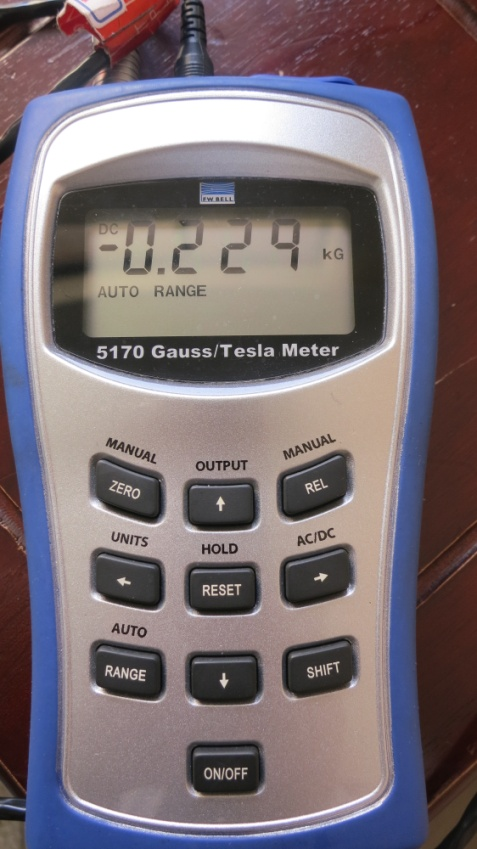 F.W. BELL
DC
-0.229 kG
AUTO RANGE
5170 Gauss/Tesla Meter
MANUAL
ZERO
OUTPUT
↑
MANUAL
REL
UNITS
←
HOLD
RESET
AC/DC
→
AUTO
RANGE
↓
SHIFT
ON/OFF